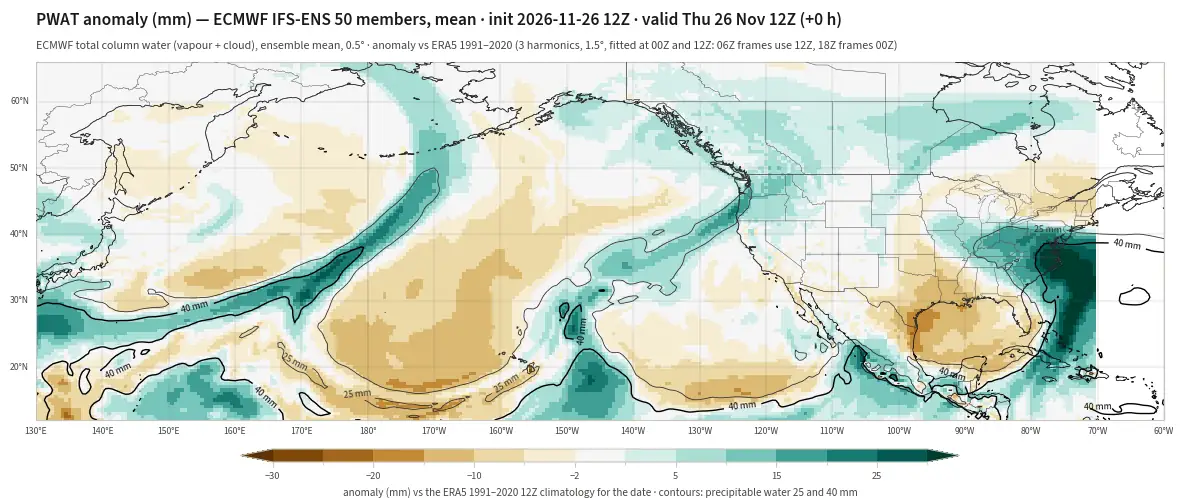 PWAT anomaly (mm) — ECMWF IFS-ENS 50 members, mean · init 2026-11-26 12Z · valid Thu 26 Nov 12Z (+0 h)
ECMWF total column water (vapour + cloud), ensemble mean, 0.5° · anomaly vs ERA5 1991–2020 (3 harmonics, 1.5°, fitted at 00Z and 12Z: 06Z frames use 12Z, 18Z frames 00Z)
60°N
50°N
40°N
30°N
20°N
25 mm
40 mm
40 mm
40 mm
25 mm
40 mm
40 mm
25 mm
25 mm
40 mm
40 mm
40 mm
130°E 140°E 150°E 160°E 170°E 180° 170°W 160°W 150°W 140°W 130°W 120°W 110°W 100°W 90°W 80°W 70°W 60°W
−30 −20 −10 −2 5 15 25
anomaly (mm) vs the ERA5 1991–2020 12Z climatology for the date · contours: precipitable water 25 and 40 mm